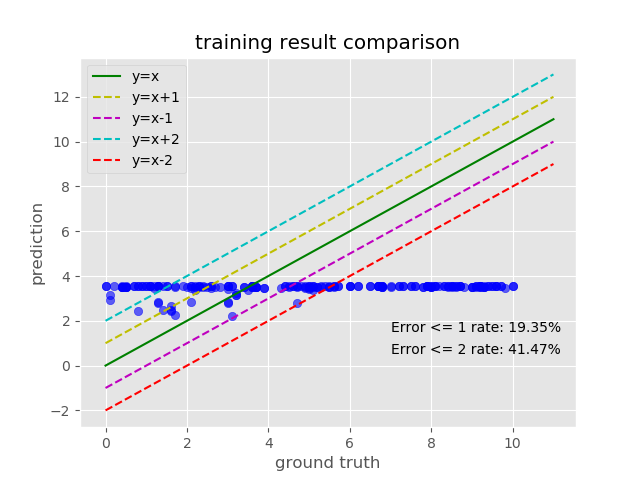 training result comparison
y=x
y=x+1
y=x-1
y=x+2
y=x-2
12
10
8
6
4
2
0
−2
prediction
Error <= 1 rate: 19.35%
Error <= 2 rate: 41.47%
0 2 4 6 8 10
ground truth